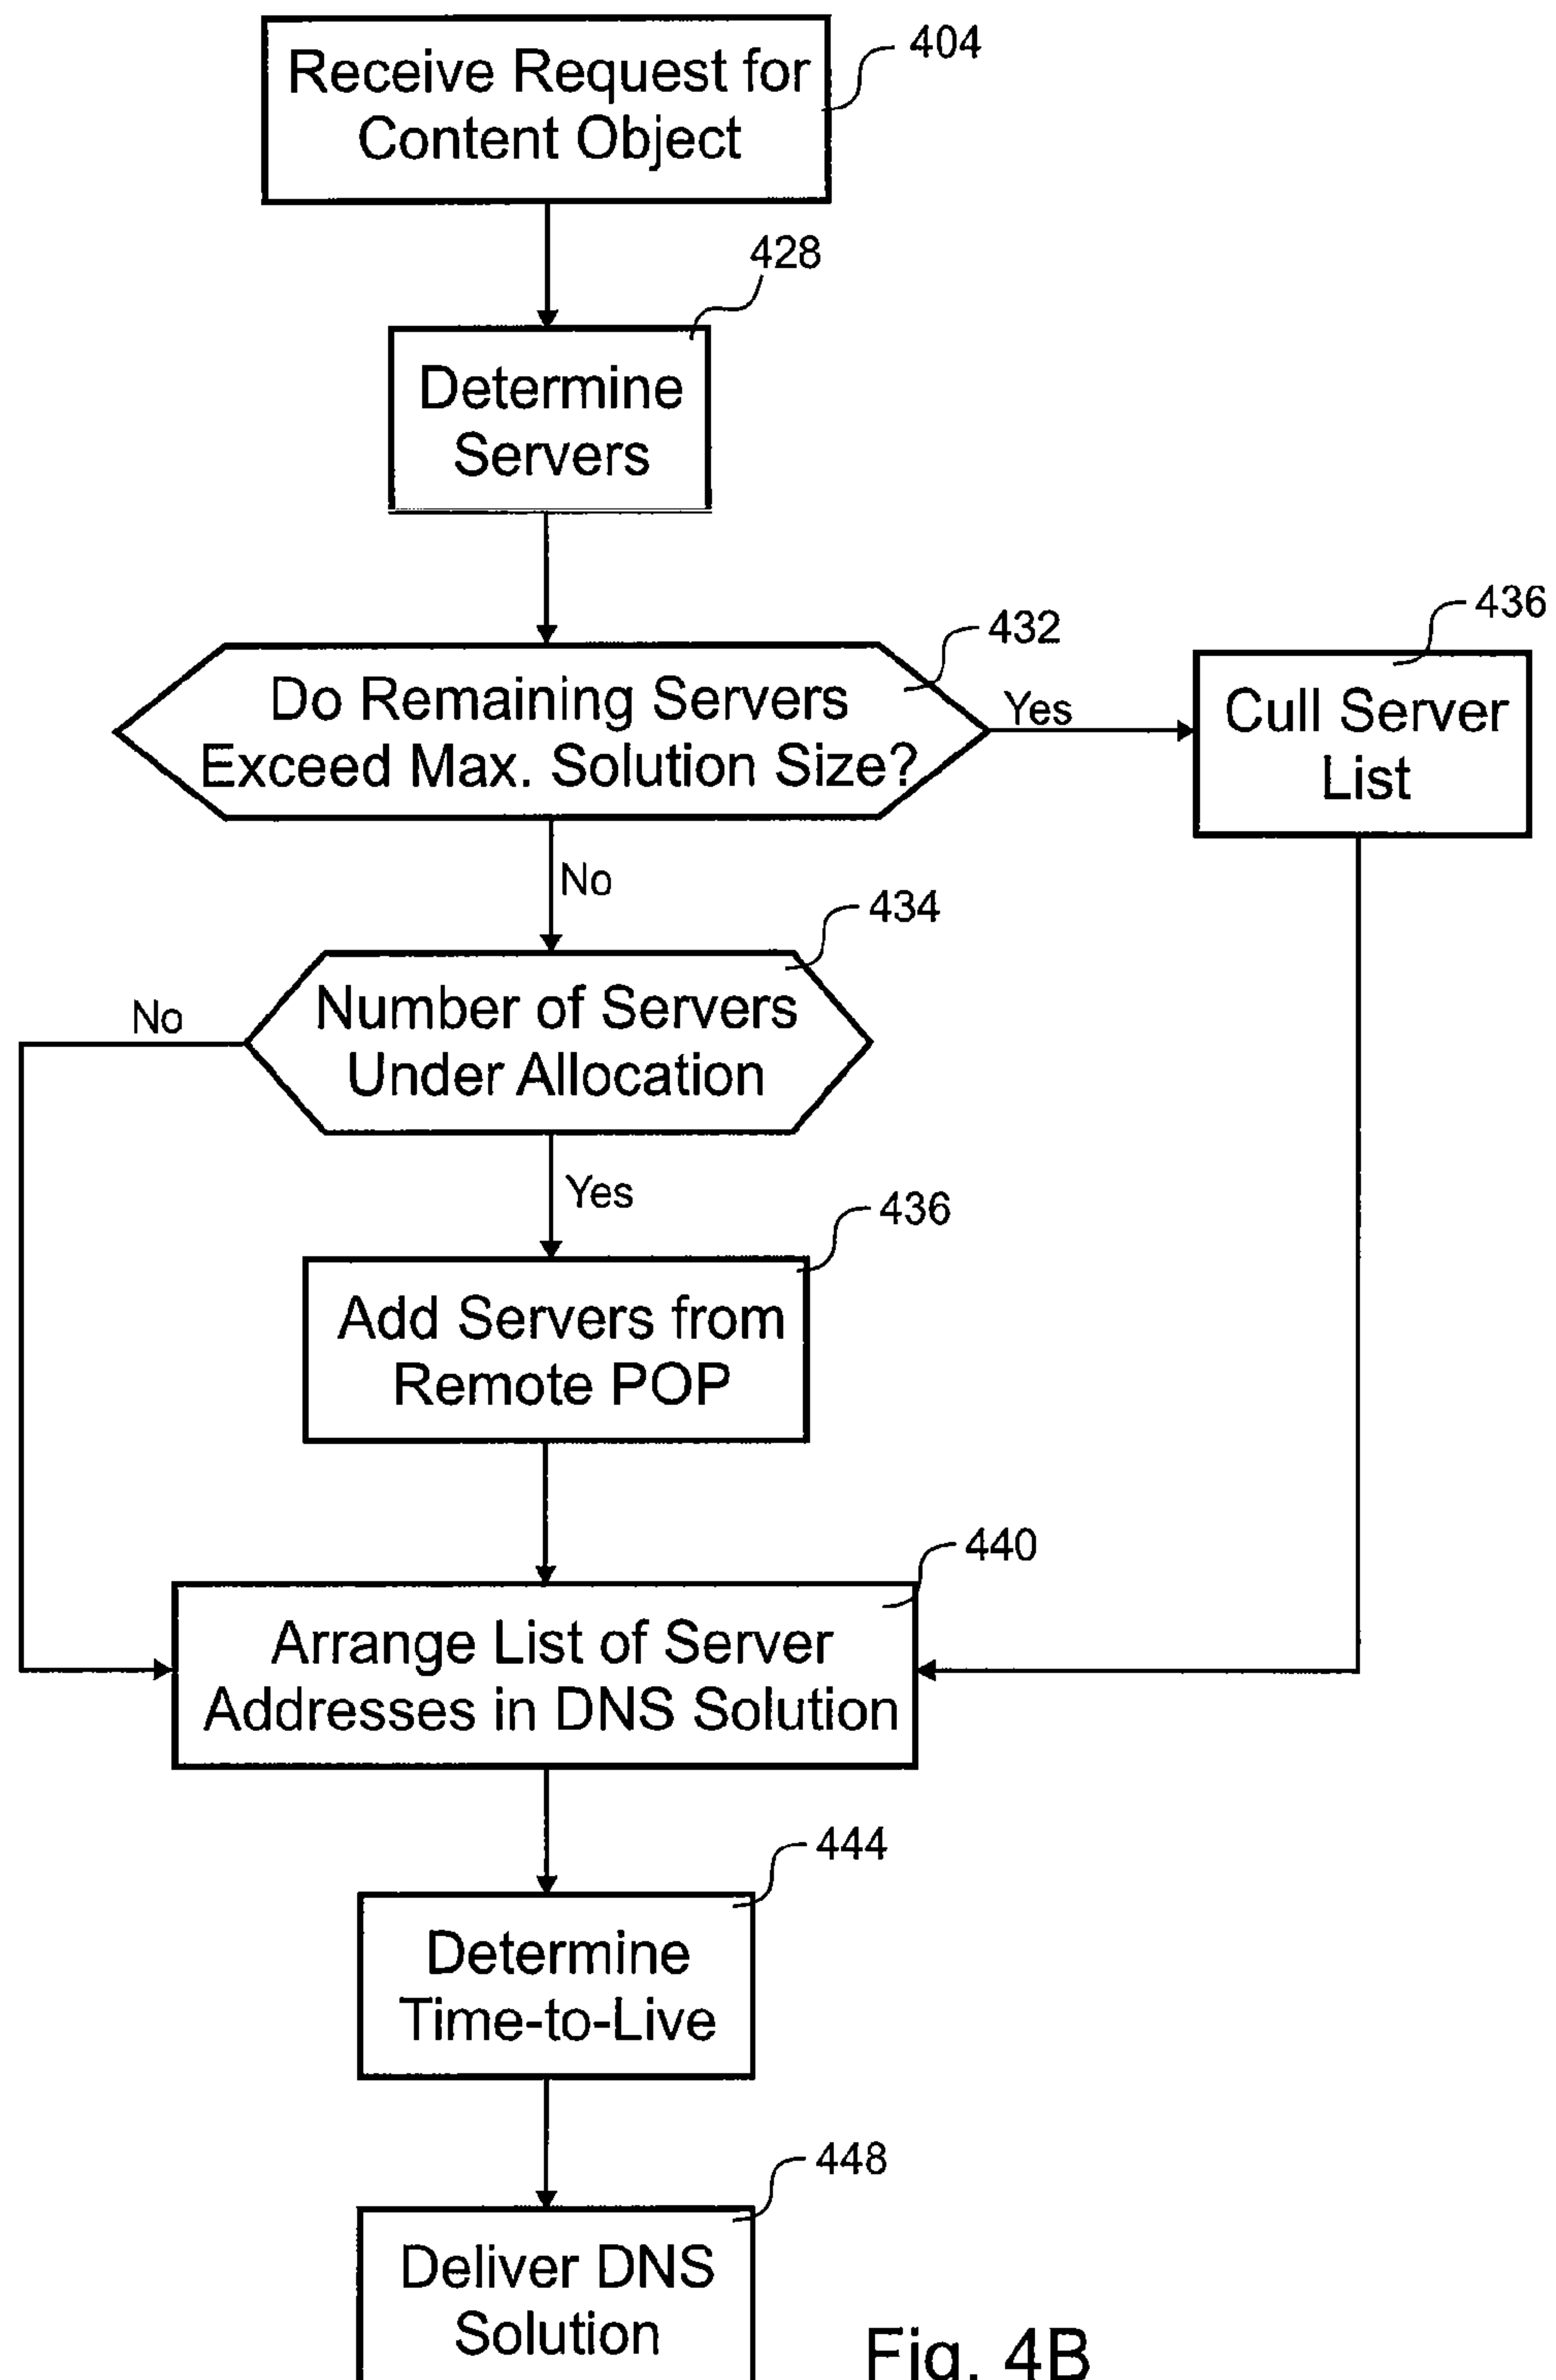 Receive Request for
Content Object
404
428
Determine
Servers
432
Do Remaining Servers
Exceed Max. Solution Size?
Yes
436
Cull Server
List
No
434
No
Number of Servers
Under Allocation
Yes
436
Add Servers from
Remote POP
440
Arrange List of Server
Addresses in DNS Solution
444
Determine
Time-to-Live
448
Deliver DNS
Solution
Fig. 4B